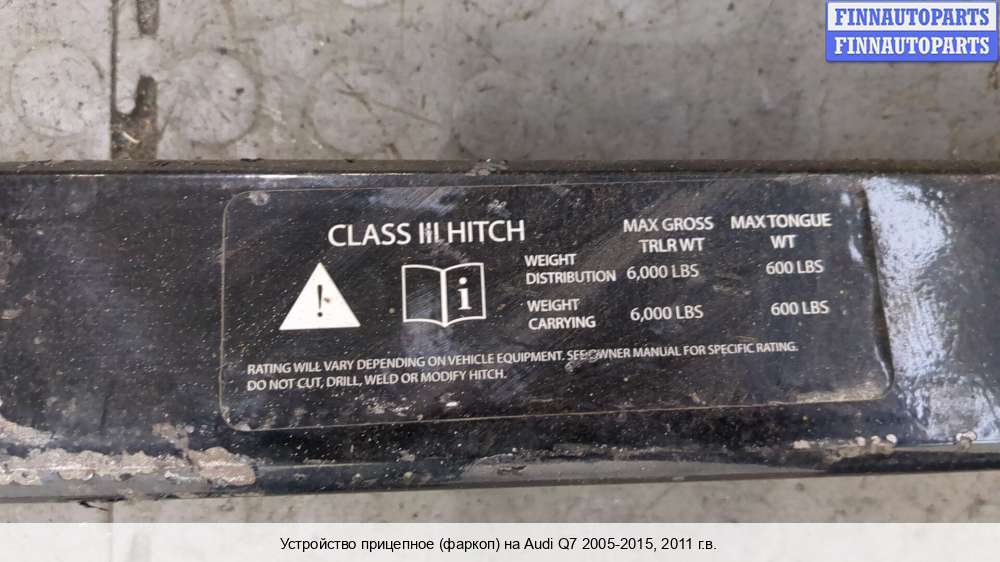 FINNAUTOPARTS
FINNAUTOPARTS
CLASS III HITCH
MAX GROSS
TRLR WT
MAX TONGUE
WT
WEIGHT
DISTRIBUTION 6,000 LBS 600 LBS
WEIGHT
CARRYING 6,000 LBS 600 LBS
RATING WILL VARY DEPENDING ON VEHICLE EQUIPMENT. SEE OWNER MANUAL FOR SPECIFIC RATING.
DO NOT CUT, DRILL, WELD OR MODIFY HITCH.
Устройство прицепное (фаркоп) на Audi Q7 2005-2015, 2011 г.в.